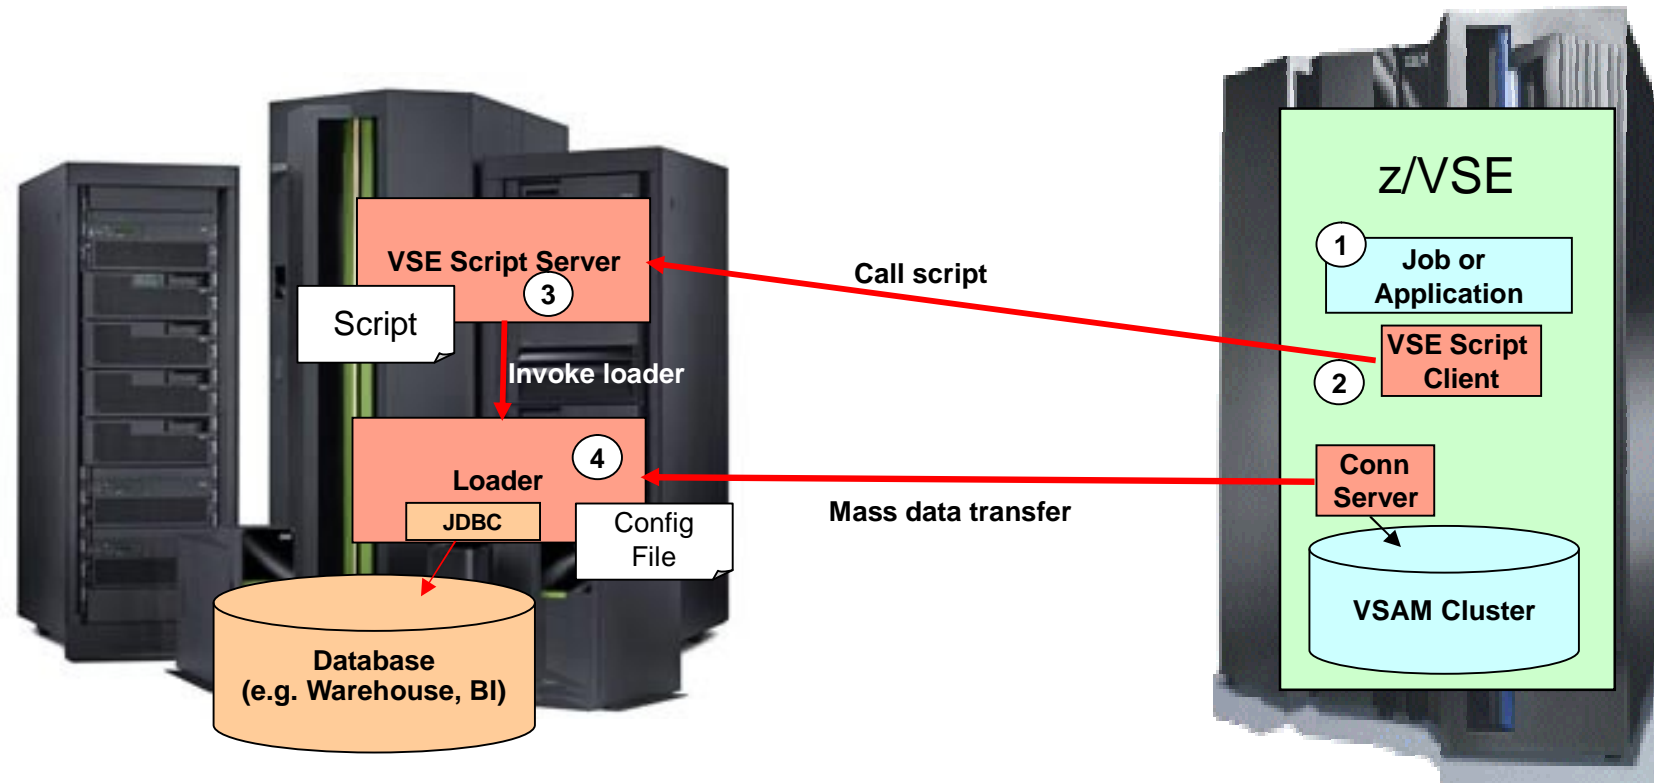 z/VSE
1
Job or
Application
VSE Script Server
3
Call script
Script
VSE Script
Client
2
Invoke loader
4
Loader
Conn
Server
JDBC
Config
File
Mass data transfer
VSAM Cluster
Database
(e.g. Warehouse, BI)